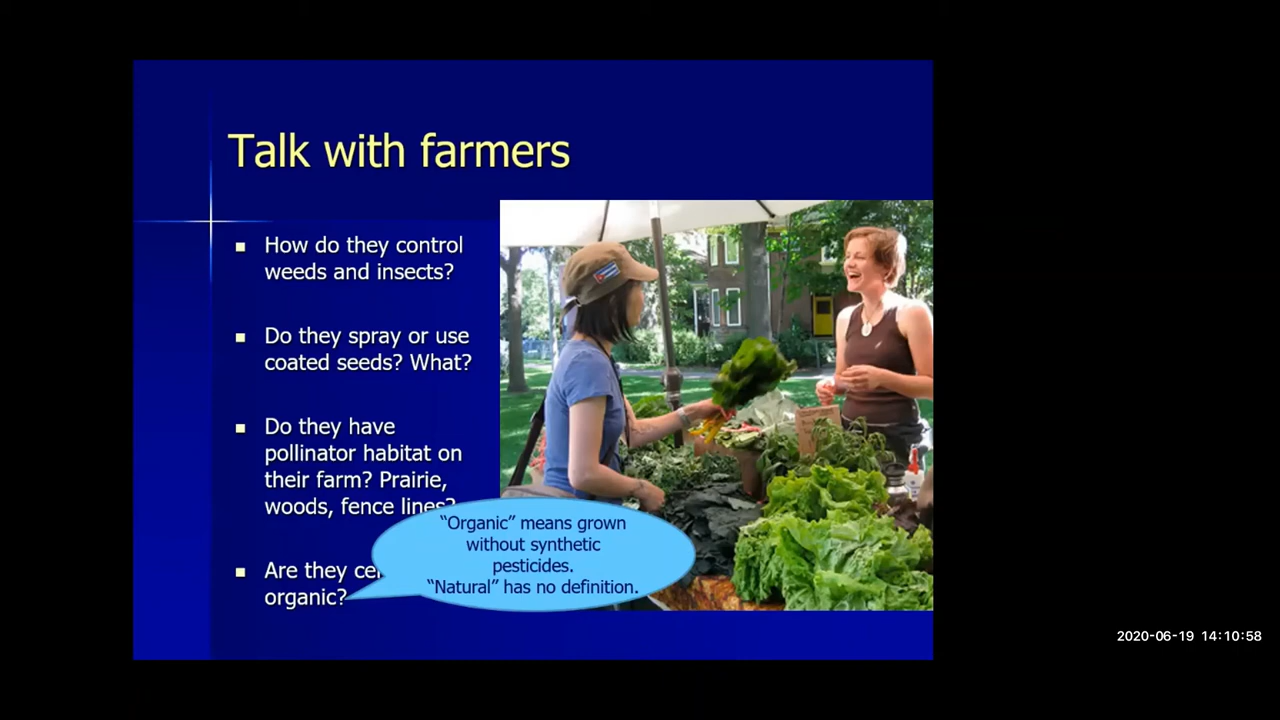 Talk with farmers
How do they control
weeds and insects?
Do they spray or use
coated seeds? What?
Do they have
pollinator habitat on
their farm? Prairie,
woods, fence lines?
Are they
organic?
“Organic” means grown
without synthetic
pesticides.
“Natural” has no definition.
2020-06-19 14:10:58